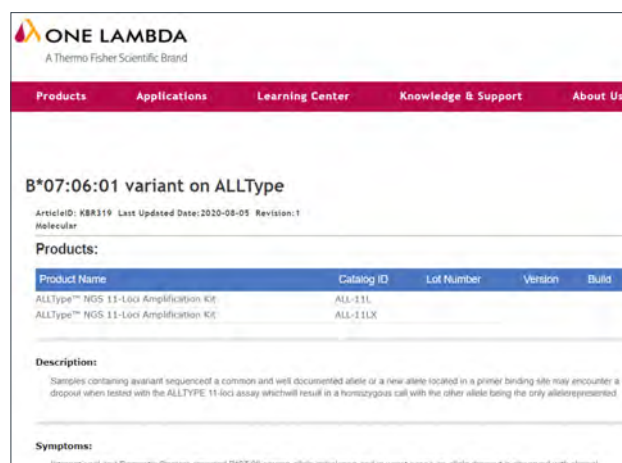 ONE LAMBDA
A Thermo Fisher Scientific Brand
Products Applications Learning Center Knowledge & Support About Us
B*07:06:01 variant on ALLType
ArticleID: KBR319 Last Updated Date:2020-08-05 Revision:1
Molecular
Products:
Product Name Catalog ID Lot Number Version Build
ALLType™ NGS 11-Loci Amplification Kit ALL-11L
ALLType™ NGS 11-Loci Amplification Kit ALL-11LX
Description:
Samples containing avariant sequenceof a common and well documented allele or a new allele located in a primer binding site may encounter a
dropout when tested with the ALLTYPE 11-loci assay whichwill result in a homozygous call with the other allele being the only allelerepresented
Symptoms: